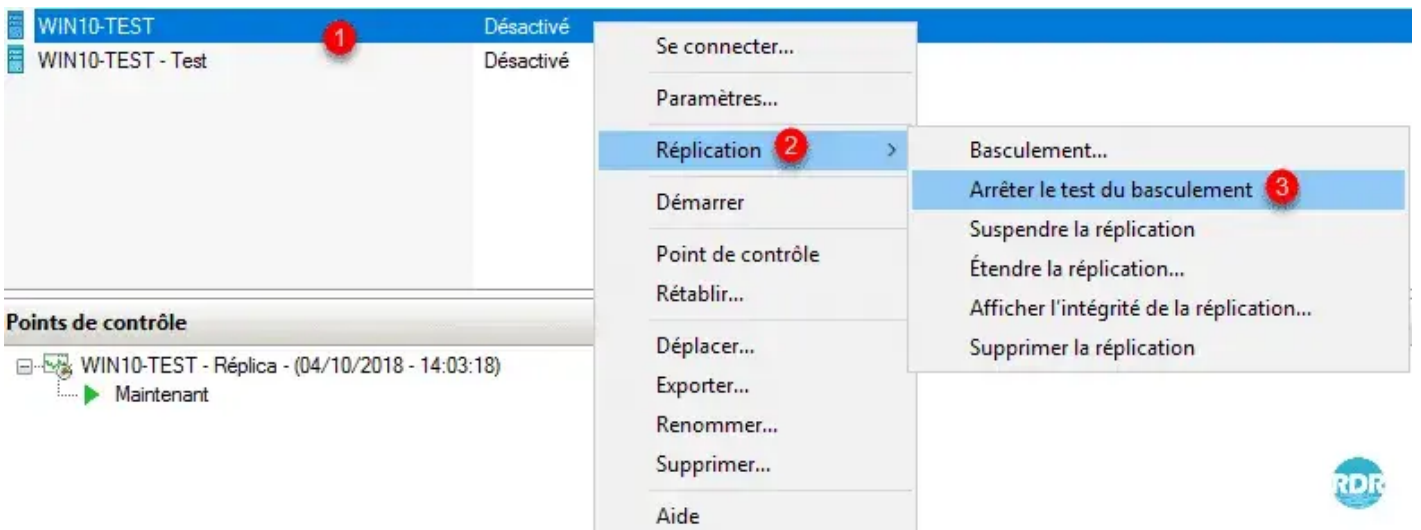 WIN10-TEST 1 Désactivé
WIN10-TEST - Test Désactivé
Se connecter...
Paramètres...
Réplication 2 >
Démarrer
Point de contrôle
Rétablir...
Déplacer...
Exporter...
Renommer...
Supprimer...
Aide
Basculement...
Arrêter le test du basculement 3
Suspendre la réplication
Étendre la réplication...
Afficher l'intégrité de la réplication...
Supprimer la réplication
Points de contrôle
WIN10-TEST - Réplica - (04/10/2018 - 14:03:18)
Maintenant
RDR